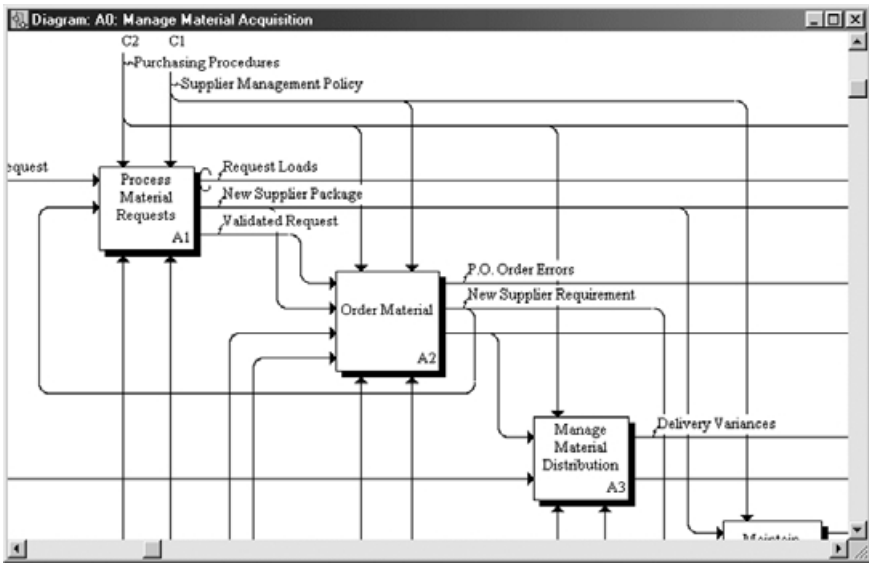 Diagram: A0: Manage Material Acquisition
C2 C1
Purchasing Procedures
Supplier Management Policy
equest
Request Loads
Process
Material
Requests
A1
New Supplier Package
Validated Request
P.O. Order Errors
New Supplier Requirement
Order Material
A2
Delivery Variances
Manage
Material
Distribution
A3